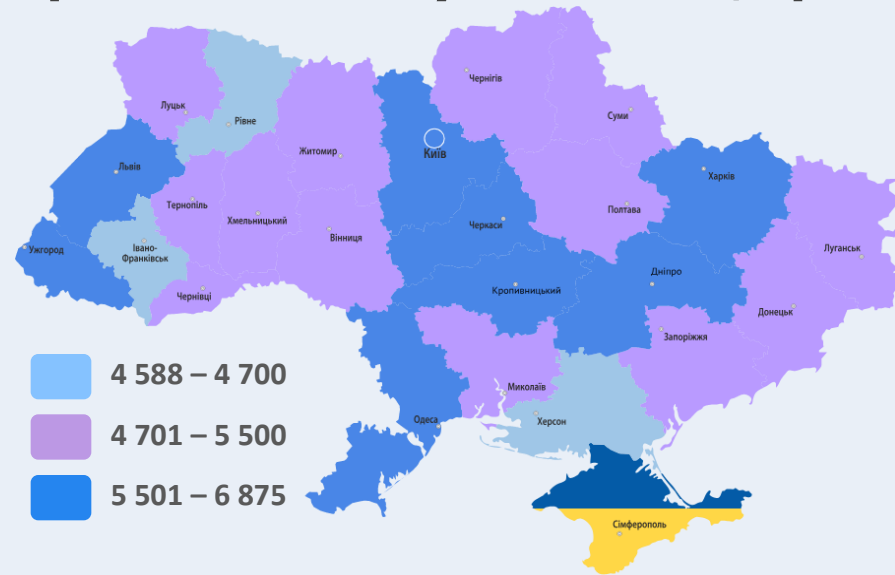 Чернігів
Луцьк
Суми
Рівне
Житомир
Київ
Львів
Харків
Тернопіль
Полтава
Хмельницький
Черкаси
Вінниця
Ужгород
Івано-
Франківськ
Луганськ
Дніпро
Чернівці
Кропивницький
Донецьк
Запоріжжя
4 588 – 4 700
Миколаїв
Одеса
Херсон
4 701 – 5 500
5 501 – 6 875
Сімферополь